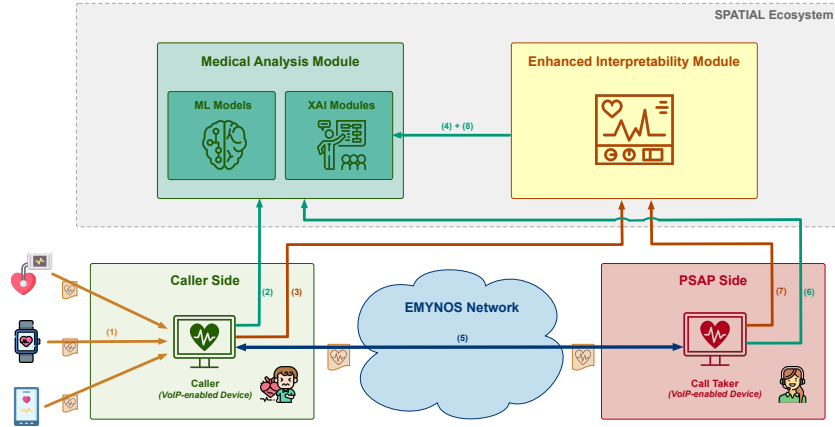 SPATIAL Ecosystem
Medical Analysis Module
Enhanced Interpretability Module
ML Models
XAI Modules
(4) + (8)
Caller Side
(2)
(3)
EMYNOS Network
PSAP Side
(7)
(6)
(1)
(5)
Caller
(VoIP-enabled Device)
Call Taker
(VoIP-enabled Device)